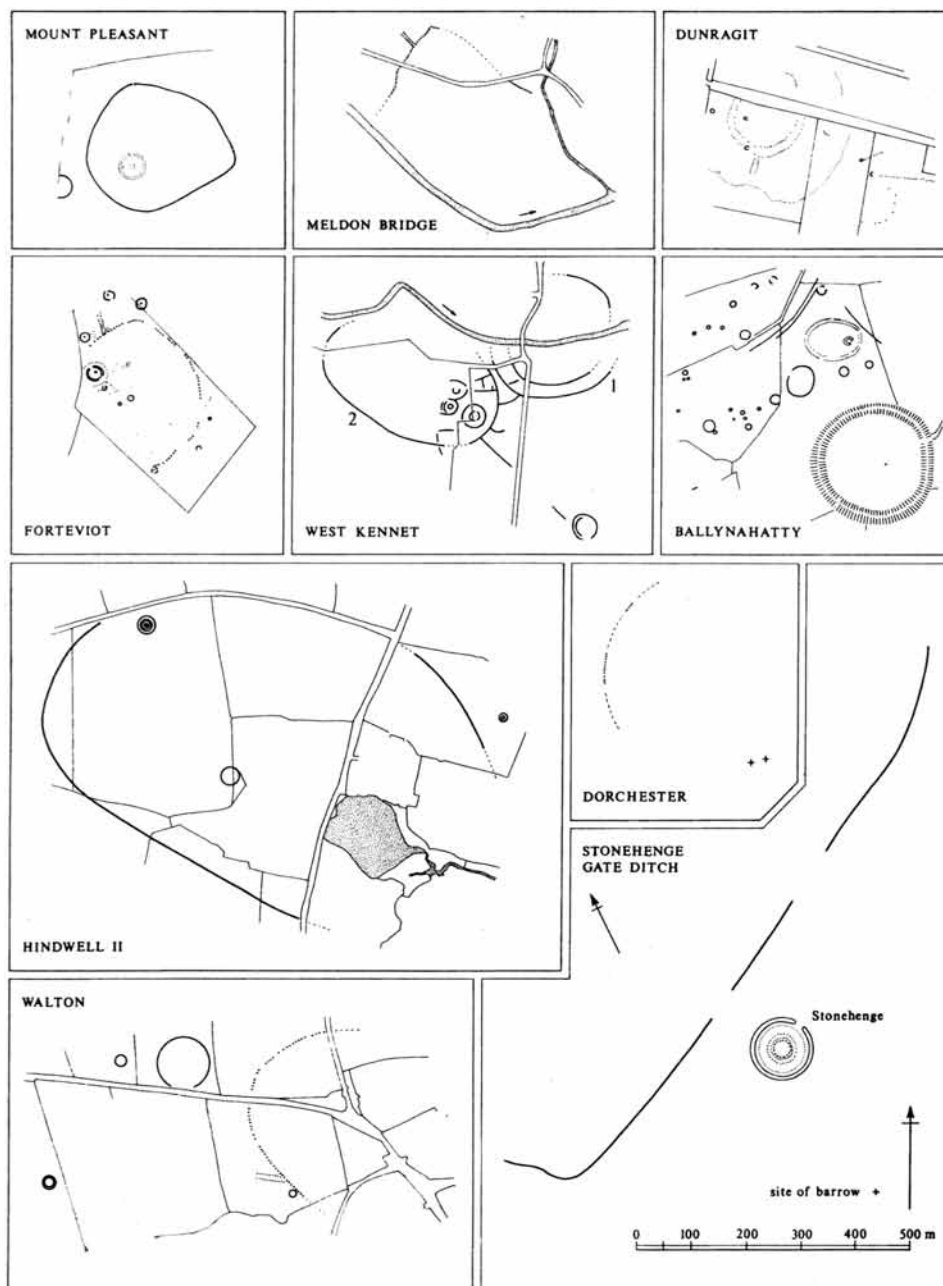 MOUNT PLEASANT
MELDON BRIDGE
DUNRAGIT
FORTEVIOT
2
1
WEST KENNET
BALLYNAHATTY
HINDWELL II
DORCHESTER
STONEHENGE
GATE DITCH
Stonehenge
WALTON
site of barrow +
0 100 200 300 400 500 m